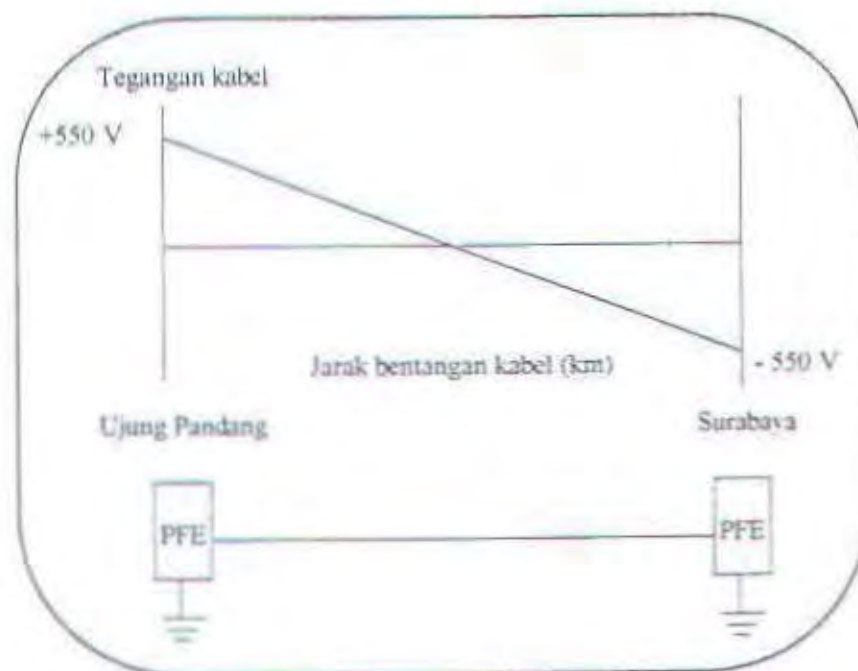 Tegangan kabel
+550 V
Jarak bentangan kabel (km)
- 550 V
Ujung Pandang
Surabaya
PFE
PFE